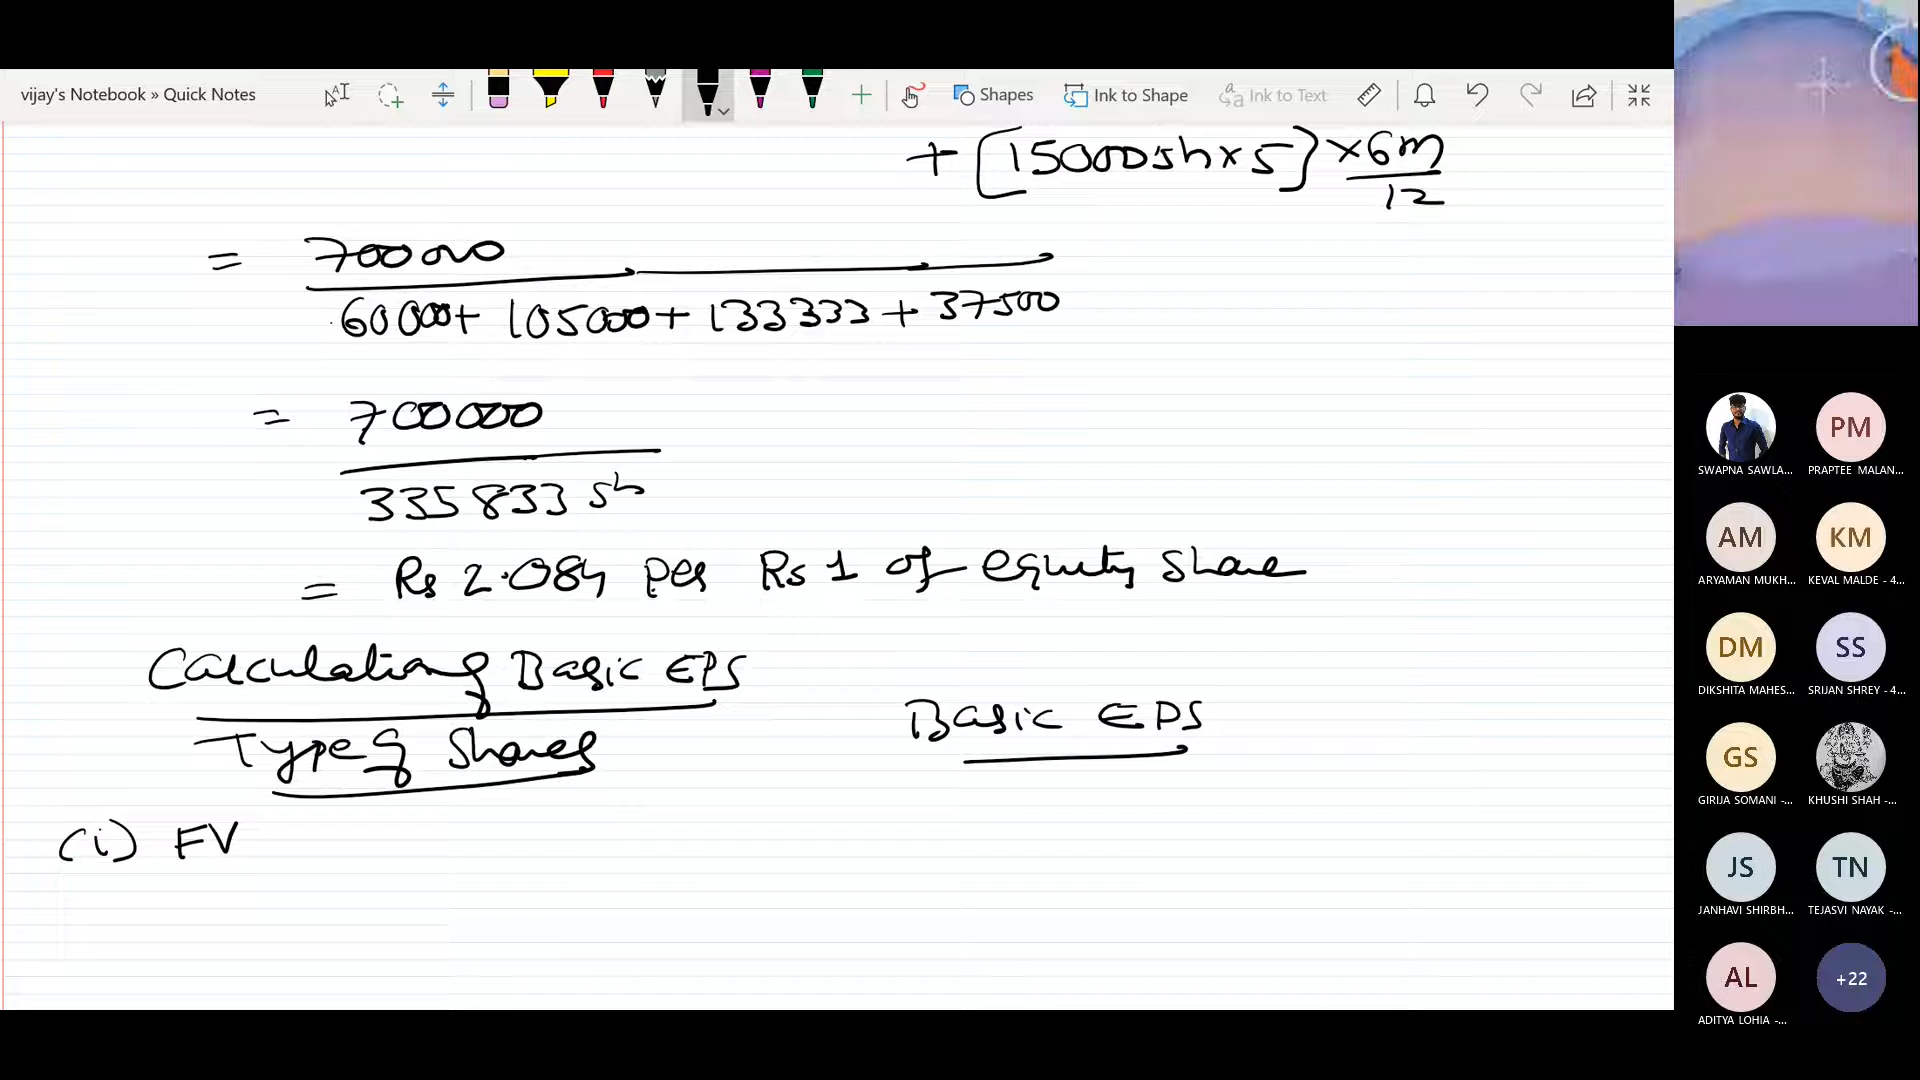 vijay's Notebook » Quick Notes
Shapes
Ink to Shape
Ink to Text
+ [15000sh x 5] x 6m
12
= 700000
60000 + 105000 + 133333 + 37500
= 700000
335833 sh
= Rs 2.084 per Rs 1 of equity share
Calculation of Basic EPS
Type of Shares
Basic EPS
(i) FV
PM
SWAPNA SAWLA...
PRAPTEE MALAN...
AM
KM
ARYAMAN MUKH...
KEVAL MALDE - 4...
DM
SS
DIKSHITA MAHES...
SRIJAN SHREY - 4...
GS
GIRIJA SOMANI -...
KHUSHI SHAH -...
JS
TN
JANHAVI SHIRBH...
TEJASVI NAYAK -...
AL
+22
ADITYA LOHIA -...